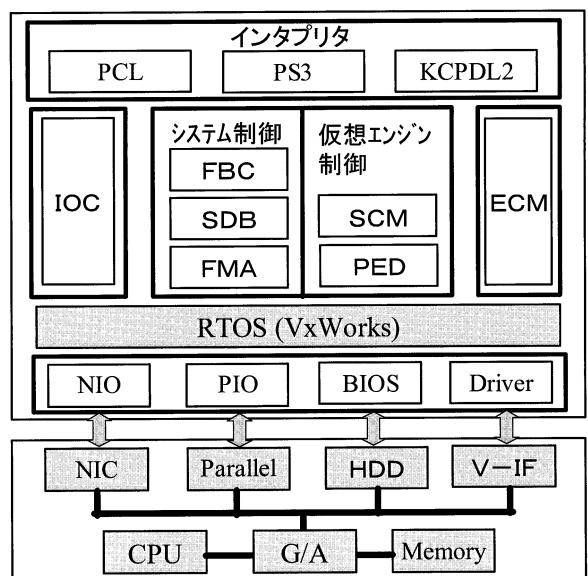 インタプリタ
PCL PS3 KCPDL2
システム制御 仮想エンジン
制御
IOC FBC ECM
SDB SCM
FMA PED
RTOS (VxWorks)
NIO PIO BIOS Driver
NIC Parallel HDD V-IF
CPU G/A Memory